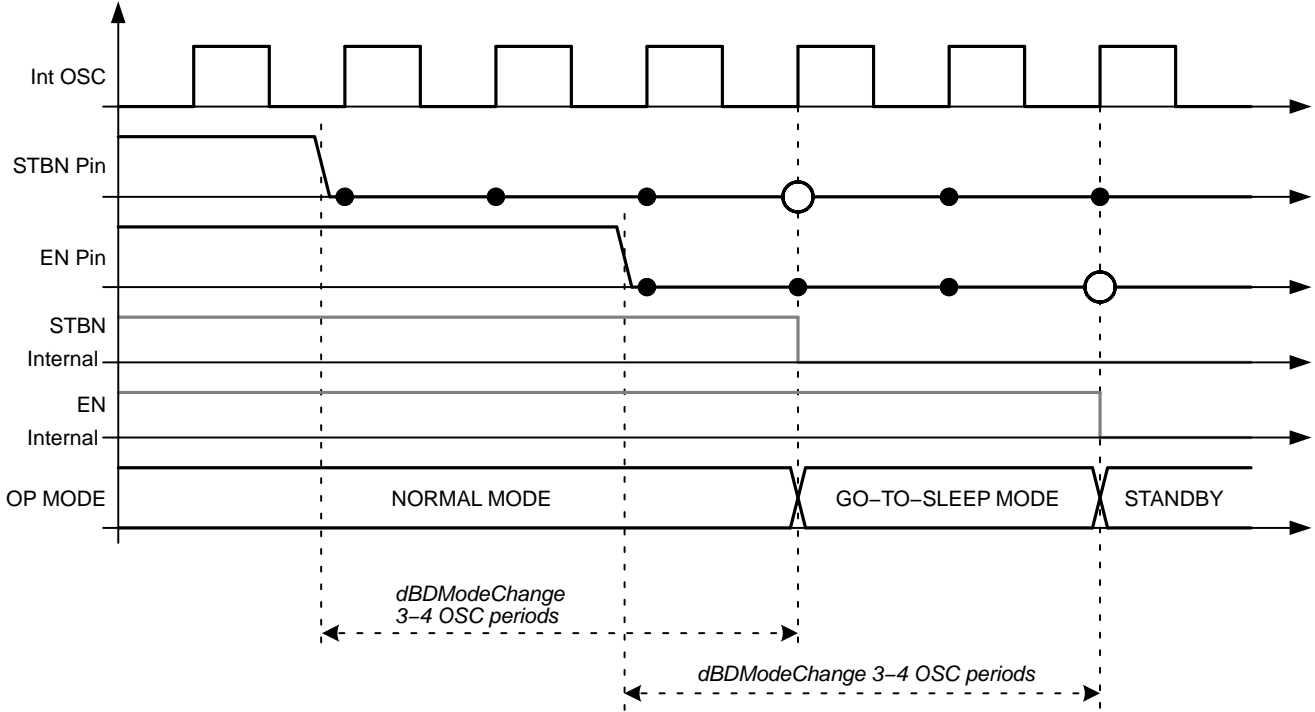 Int OSC
STBN Pin
EN Pin
STBN
Internal
EN
Internal
OP MODE
NORMAL MODE
GO−TO−SLEEP MODE
STANDBY
dBDModeChange
3−4 OSC periods
dBDModeChange 3−4 OSC periods